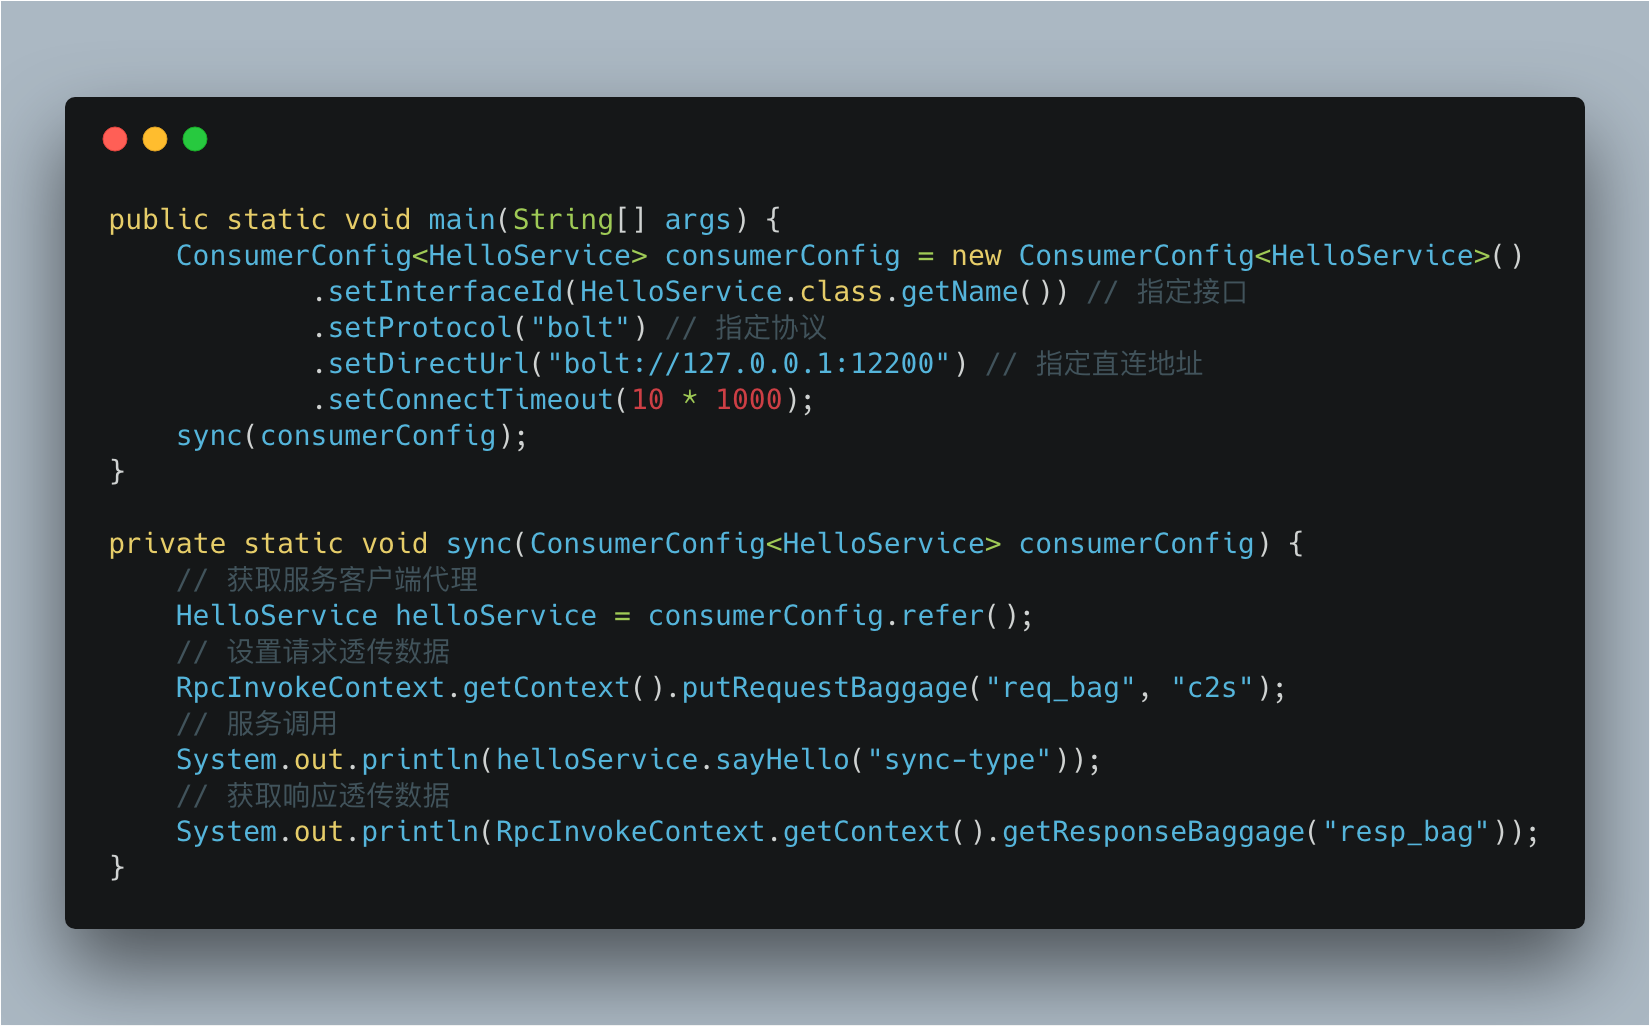 public static void main(String[] args) {
    ConsumerConfig<HelloService> consumerConfig = new ConsumerConfig<HelloService>()
            .setInterfaceId(HelloService.class.getName()) // 指定接口
            .setProtocol("bolt") // 指定协议
            .setDirectUrl("bolt://127.0.0.1:12200") // 指定直连地址
            .setConnectTimeout(10 * 1000);
    sync(consumerConfig);
}

private static void sync(ConsumerConfig<HelloService> consumerConfig) {
    // 获取服务客户端代理
    HelloService helloService = consumerConfig.refer();
    // 设置请求透传数据
    RpcInvokeContext.getContext().putRequestBaggage("req_bag", "c2s");
    // 服务调用
    System.out.println(helloService.sayHello("sync-type"));
    // 获取响应透传数据
    System.out.println(RpcInvokeContext.getContext().getResponseBaggage("resp_bag"));
}